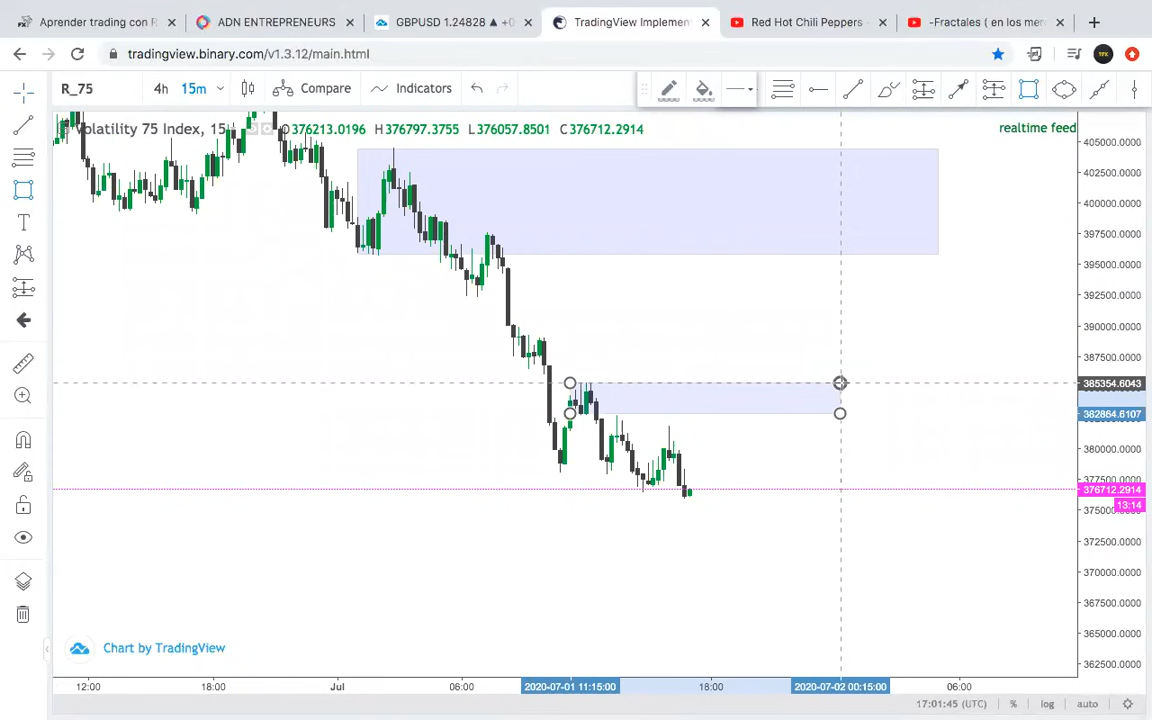 Aprender trading con F
ADN ENTREPRENEURS
GBPUSD 1.24828 ▲ +0
TradingView Implemen
Red Hot Chili Peppers -
-Fractales ( en los mer
tradingview.binary.com/v1.3.12/main.html
R_75
4h
15m
Compare
Indicators
Volatility 75 Index, 15
O376213.0196 H376797.3755 L376057.8501 C376712.2914
realtime feed
405000.0000
402500.0000
400000.0000
397500.0000
395000.0000
392500.0000
390000.0000
387500.0000
385354.6043
382864.6107
380000.0000
377500.0000
376712.2914
13:14
375000.0000
372500.0000
370000.0000
367500.0000
365000.0000
362500.0000
Chart by TradingView
12:00
18:00
Jul
06:00
2020-07-01 11:15:00
18:00
2020-07-02 00:15:00
06:00
17:01:45 (UTC)
%
log
auto